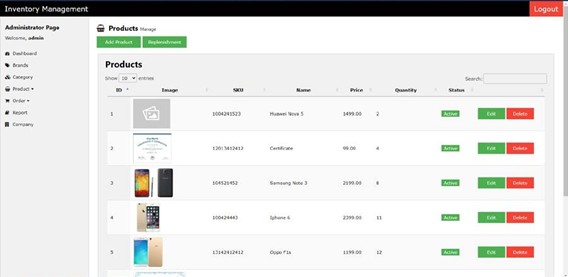 Inventory Management
Logout
Administrator Page
Welcome, admin
Dashboard
Brands
Category
Product
Order
Report
Company
Products Manage
Add Product
Replenishment
Products
Show 10 entries
Search:
ID Image SKU Name Price Quantity Status
1 1004241523 Huawei Nova 5 1499.00 2 Active Edit Delete
2 Certificate 99.00 4 Active Edit Delete
3 104521452 Samsung Note 3 2199.00 8 Active Edit Delete
4 108424443 Iphone 6 2399.00 11 Active Edit Delete
5 13142412412 Oppo F1s 1199.00 12 Active Edit Delete